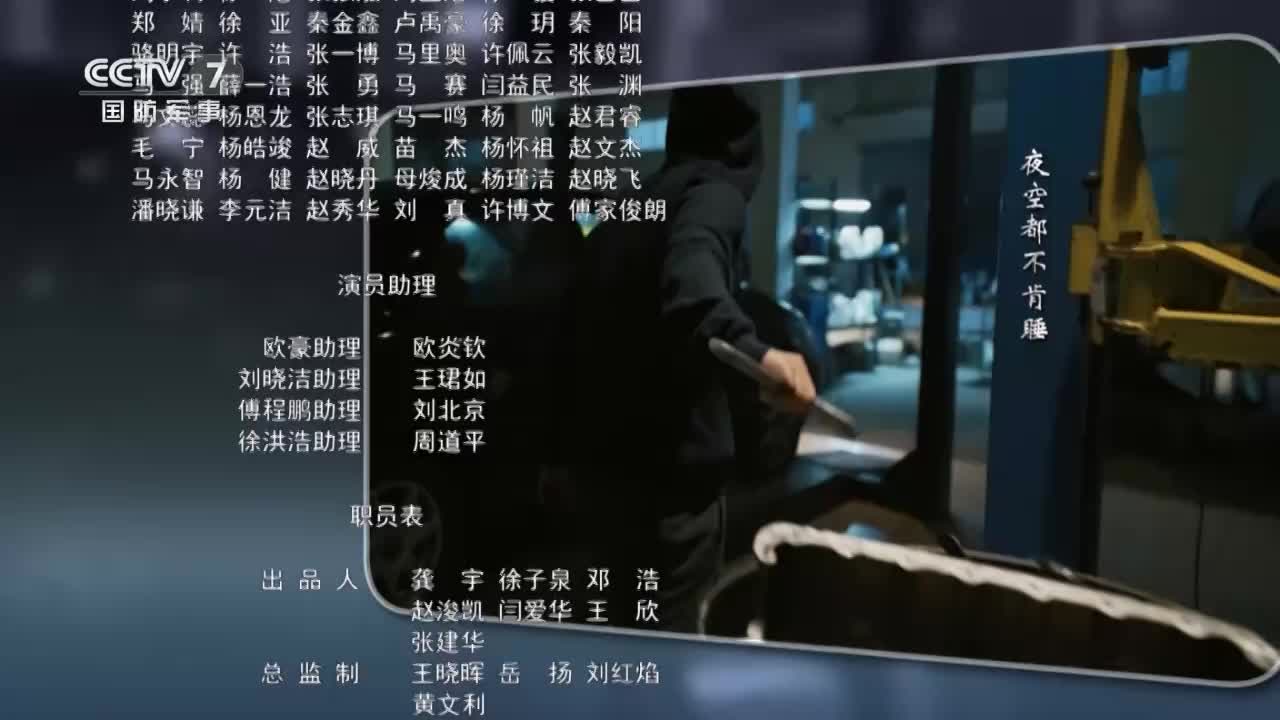 郑 婧 徐 亚 秦金鑫 卢禹豪 徐 玥 秦 阳
骆明宇 许 浩 张一博 马里奥 许佩云 张毅凯
CCTV 7
强 薛一浩 张 勇 马 赛 闫益民 张 渊
国防军事
杨恩龙 张志琪 马一鸣 杨 帆 赵君睿
毛 宁 杨皓竣 赵 威 苗 杰 杨怀祖 赵文杰
马永智 杨 健 赵晓丹 母焌成 杨瑾洁 赵晓飞
潘晓谦 李元洁 赵秀华 刘 真 许博文 傅家俊朗
演员助理
欧豪助理 欧炎钦
刘晓洁助理 王珺如
傅程鹏助理 刘北京
徐洪浩助理 周道平
职员表
出品人 龚 宇 徐子泉 邓 浩
赵浚凯 闫爱华 王 欣
张建华
总监制 王晓晖 岳 扬 刘红焰
黄文利
夜空都不肯睡